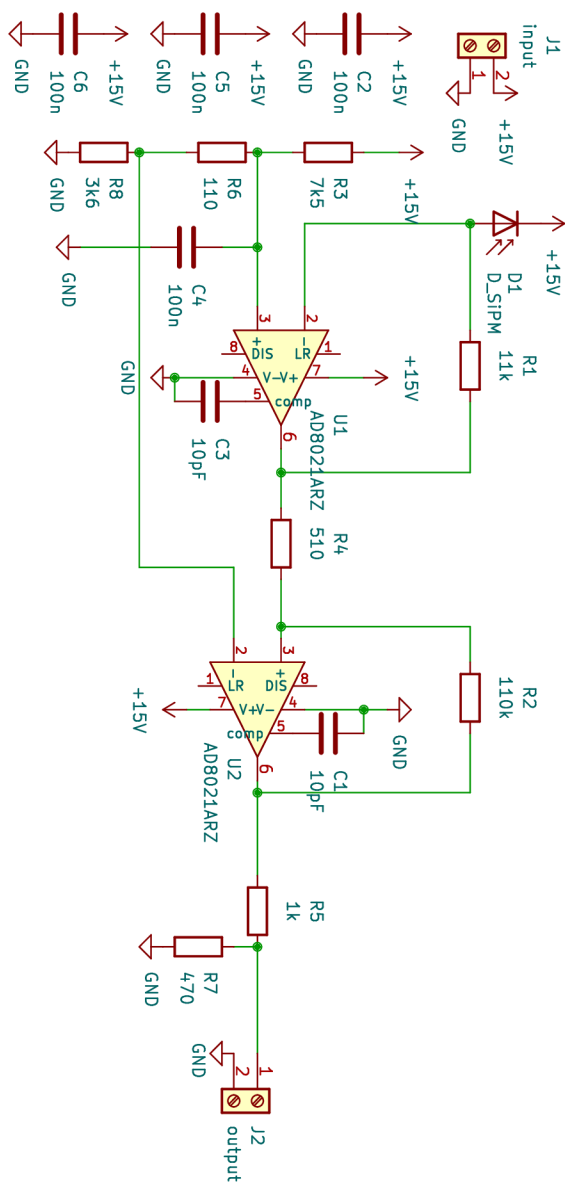 J1
input
1
2
GND
+15V
C2
100n
GND
+15V
C5
100n
GND
+15V
C6
100n
GND
+15V
R3
7k5
+15V
R6
110
R8
3k6
GND
C4
100n
GND
D1
D_SiPM
+15V
R1
11k
U1
AD8021ARZ
+
-
3
2
8
DIS
LR
1
4
V-
V+
7
5
comp
6
+15V
GND
C3
10pF
R4
510
R2
110k
U2
AD8021ARZ
-
+
2
3
1
LR
DIS
8
7
V+
V-
4
comp
5
6
+15V
GND
C1
10pF
R5
1k
R7
470
GND
J2
output
1
2
GND